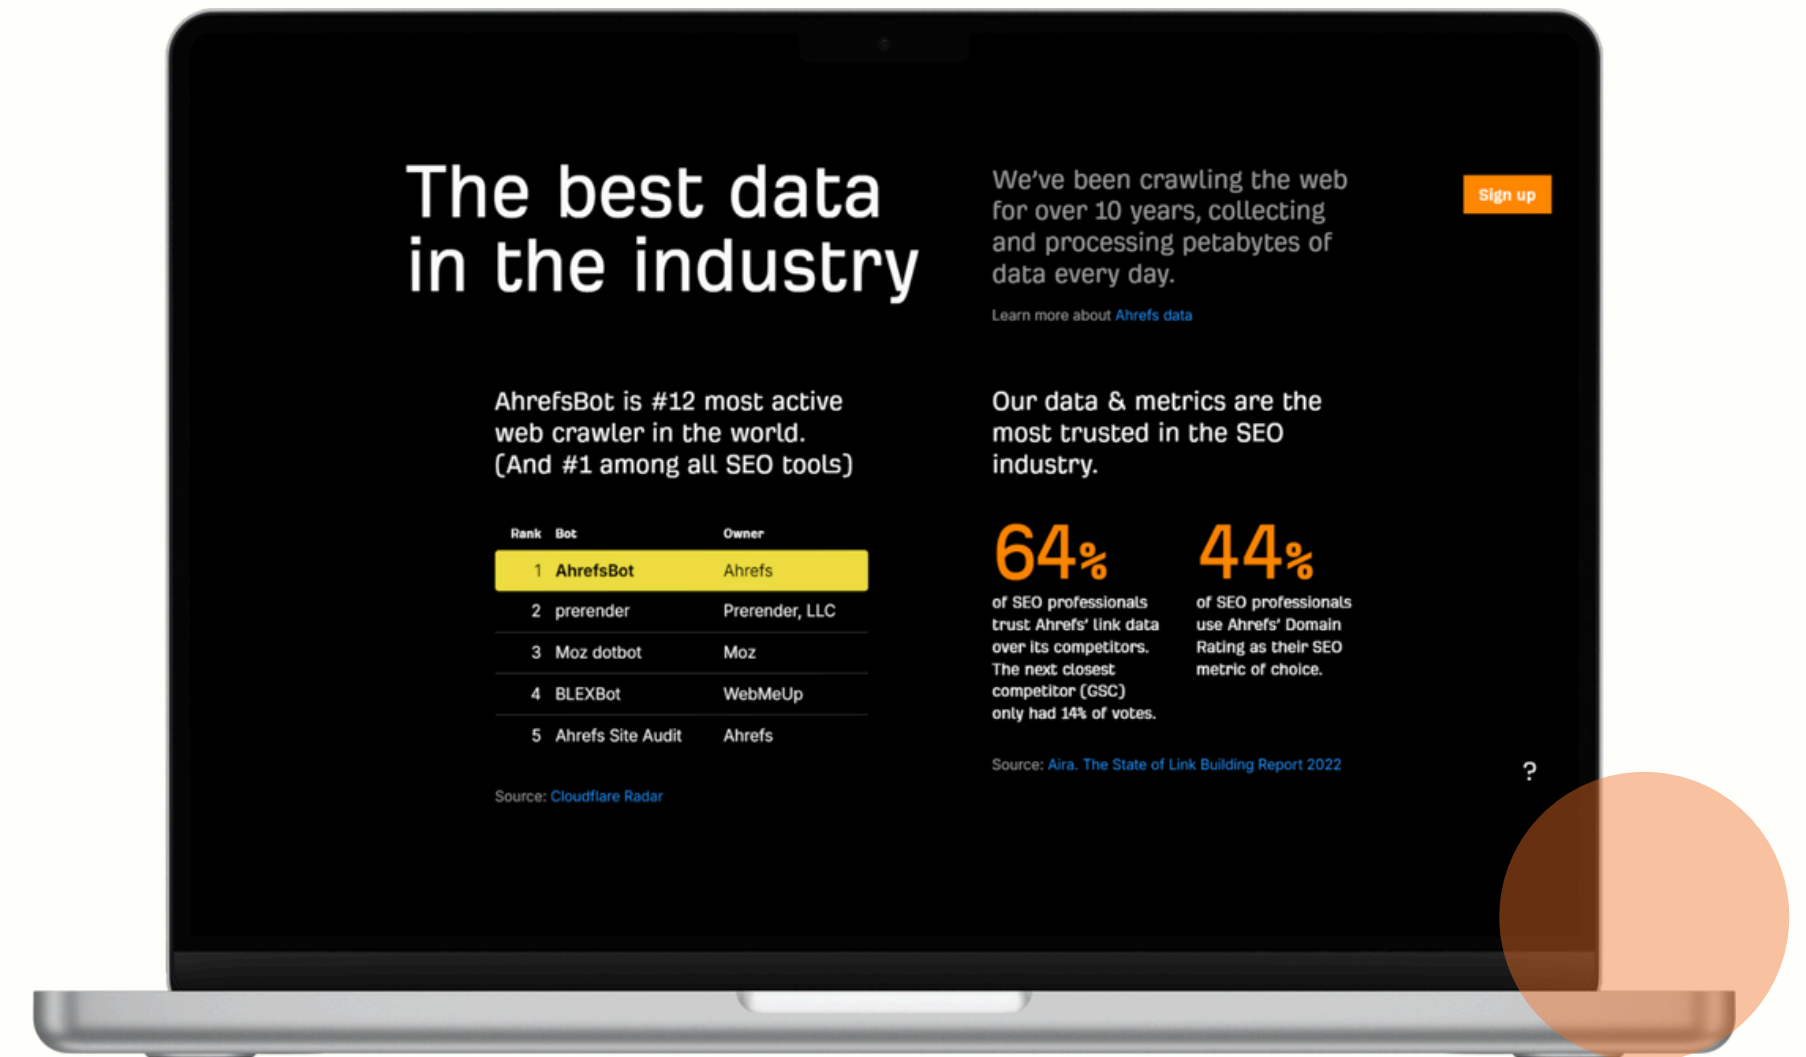 The best data
in the industry
We've been crawling the web
for over 10 years, collecting
and processing petabytes of
data every day.
Learn more about Ahrefs data
Sign up
AhrefsBot is #12 most active
web crawler in the world.
(And #1 among all SEO tools)
Rank Bot Owner
1 AhrefsBot Ahrefs
2 prerender Prerender, LLC
3 Moz dotbot Moz
4 BLEXBot WebMeUp
5 Ahrefs Site Audit Ahrefs
Source: Cloudflare Radar
Our data & metrics are the
most trusted in the SEO
industry.
64%
of SEO professionals
trust Ahrefs' link data
over its competitors.
The next closest
competitor (GSC)
only had 14% of votes.
44%
of SEO professionals
use Ahrefs' Domain
Rating as their SEO
metric of choice.
Source: Aira. The State of Link Building Report 2022
?